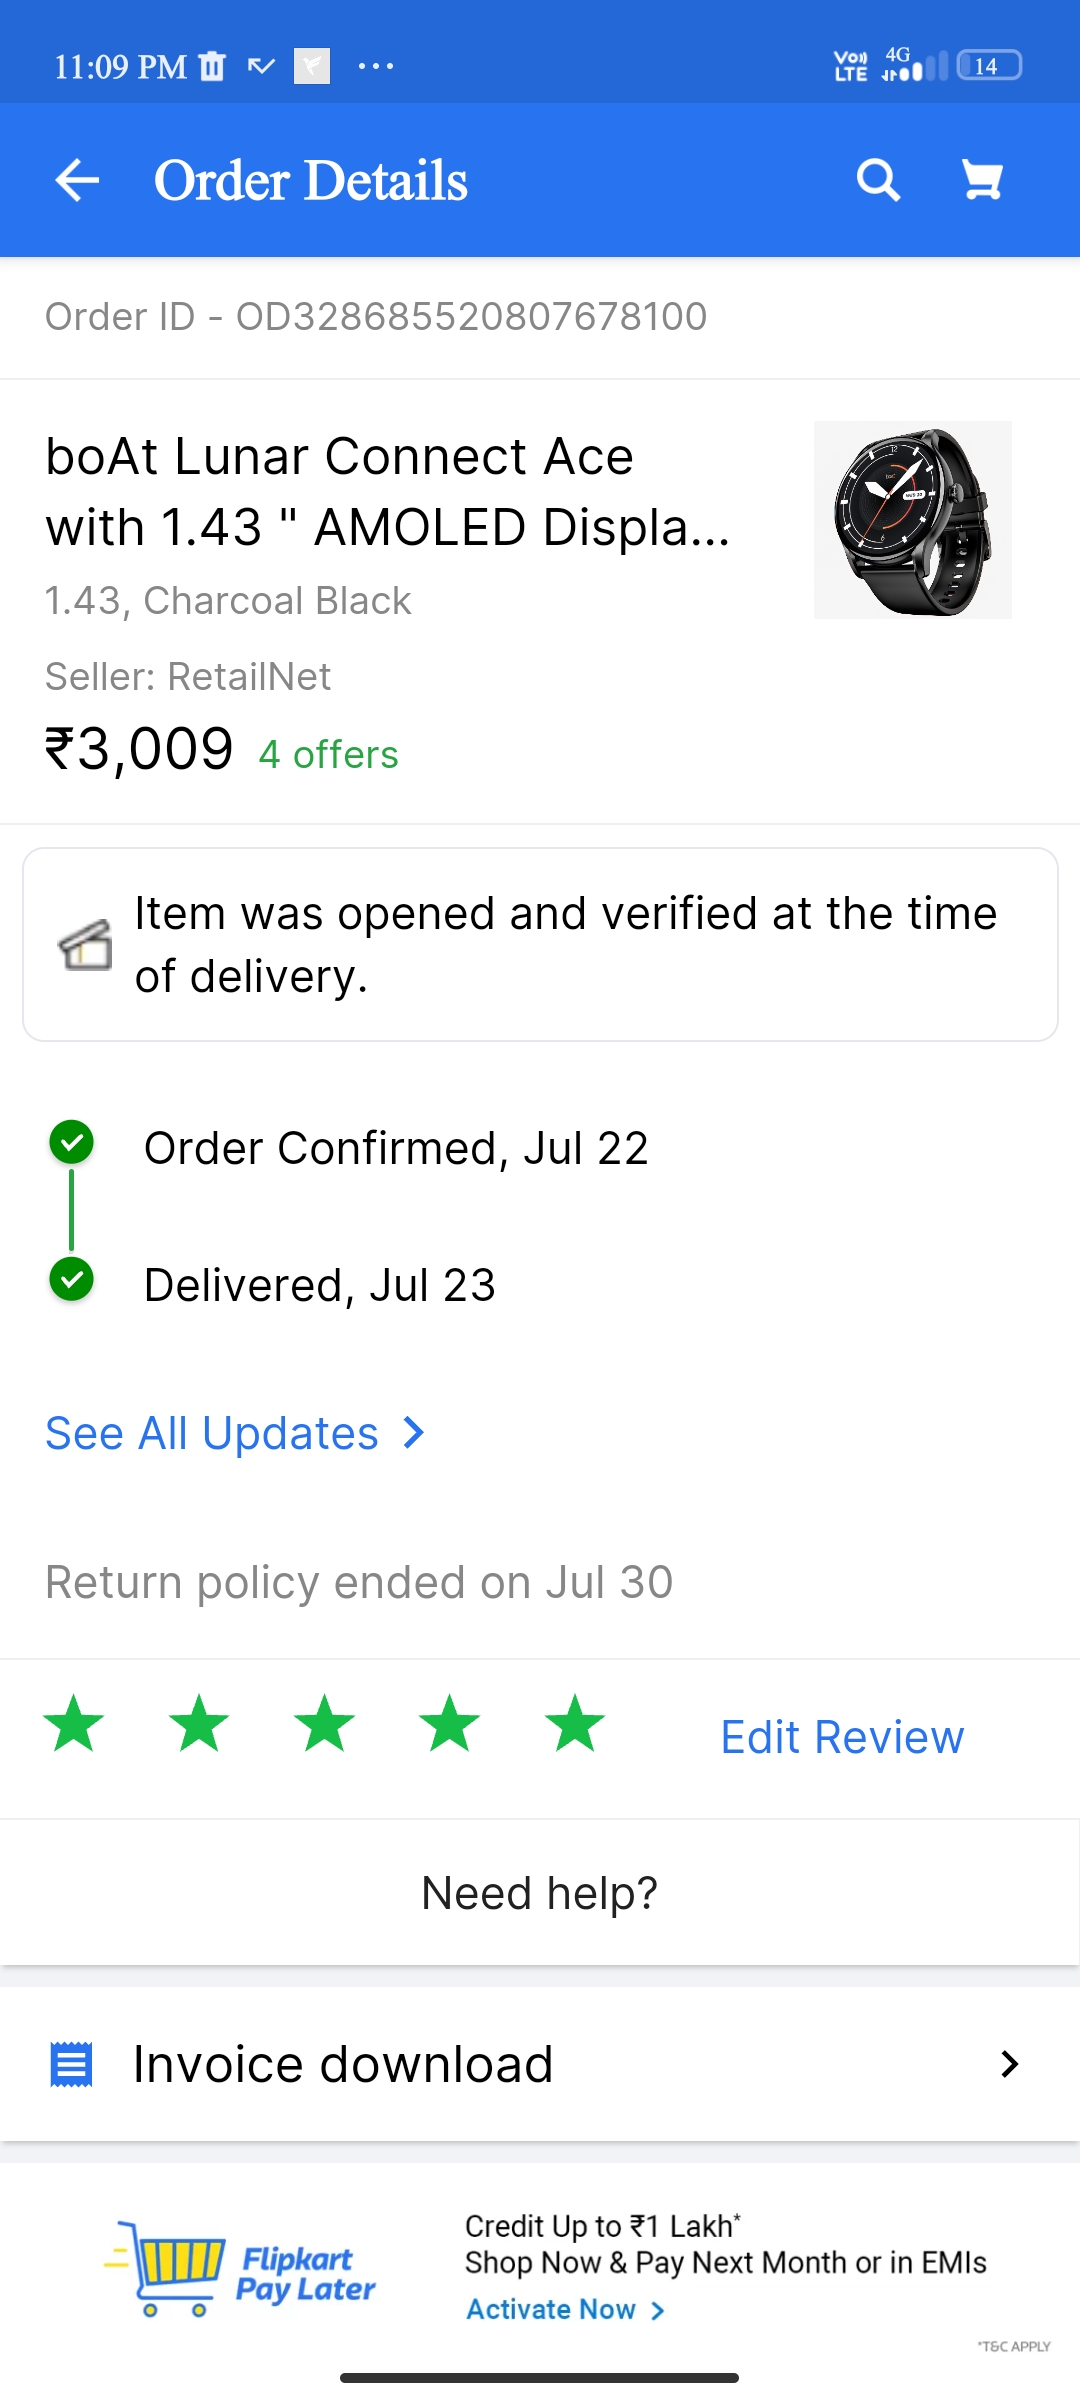 11:09 PM
Vo)) LTE 4G 14
Order Details
Order ID - OD328685520807678100
boAt Lunar Connect Ace
with 1.43 " AMOLED Displa...
1.43, Charcoal Black
Seller: RetailNet
₹3,009 4 offers
Item was opened and verified at the time
of delivery.
Order Confirmed, Jul 22
Delivered, Jul 23
See All Updates
Return policy ended on Jul 30
Edit Review
Need help?
Invoice download
Flipkart
Pay Later
Credit Up to ₹1 Lakh*
Shop Now & Pay Next Month or in EMIs
Activate Now
*T&C APPLY